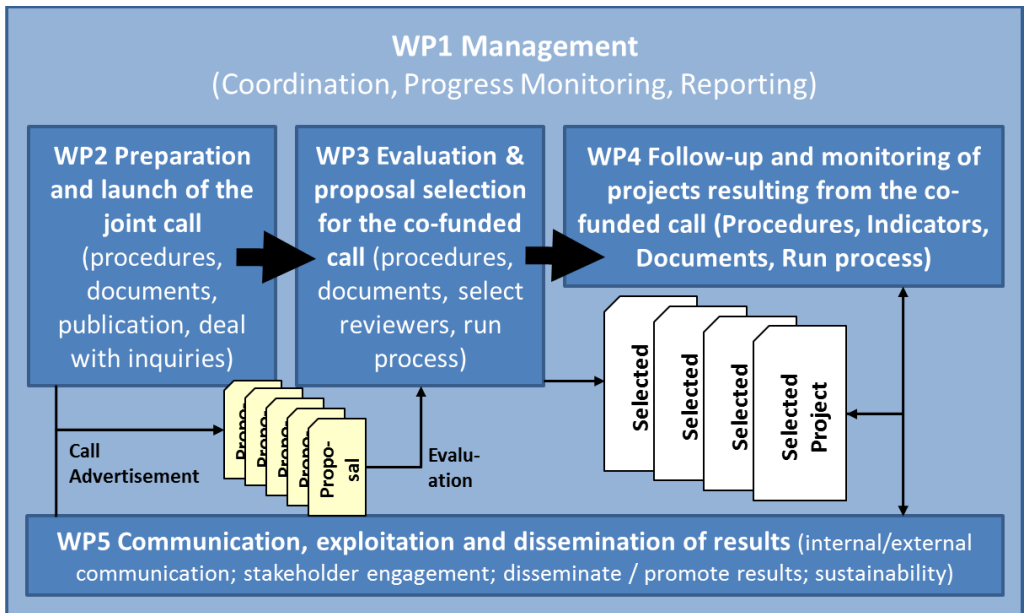 WP1 Management
(Coordination, Progress Monitoring, Reporting)
WP2 Preparation
and launch of the
joint call
(procedures,
documents,
publication, deal
with inquiries)
WP3 Evaluation &
proposal selection
for the co-funded
call (procedures,
documents, select
reviewers, run
process)
WP4 Follow-up and monitoring of
projects resulting from the co-
funded call (Procedures, Indicators,
Documents, Run process)
Call
Advertisement
Propo-
Propo-
Propo-
Propo-
Propo-
sal
Evalu-
ation
Selected
Selected
Selected
Selected
Project
WP5 Communication, exploitation and dissemination of results (internal/external
communication; stakeholder engagement; disseminate / promote results; sustainability)